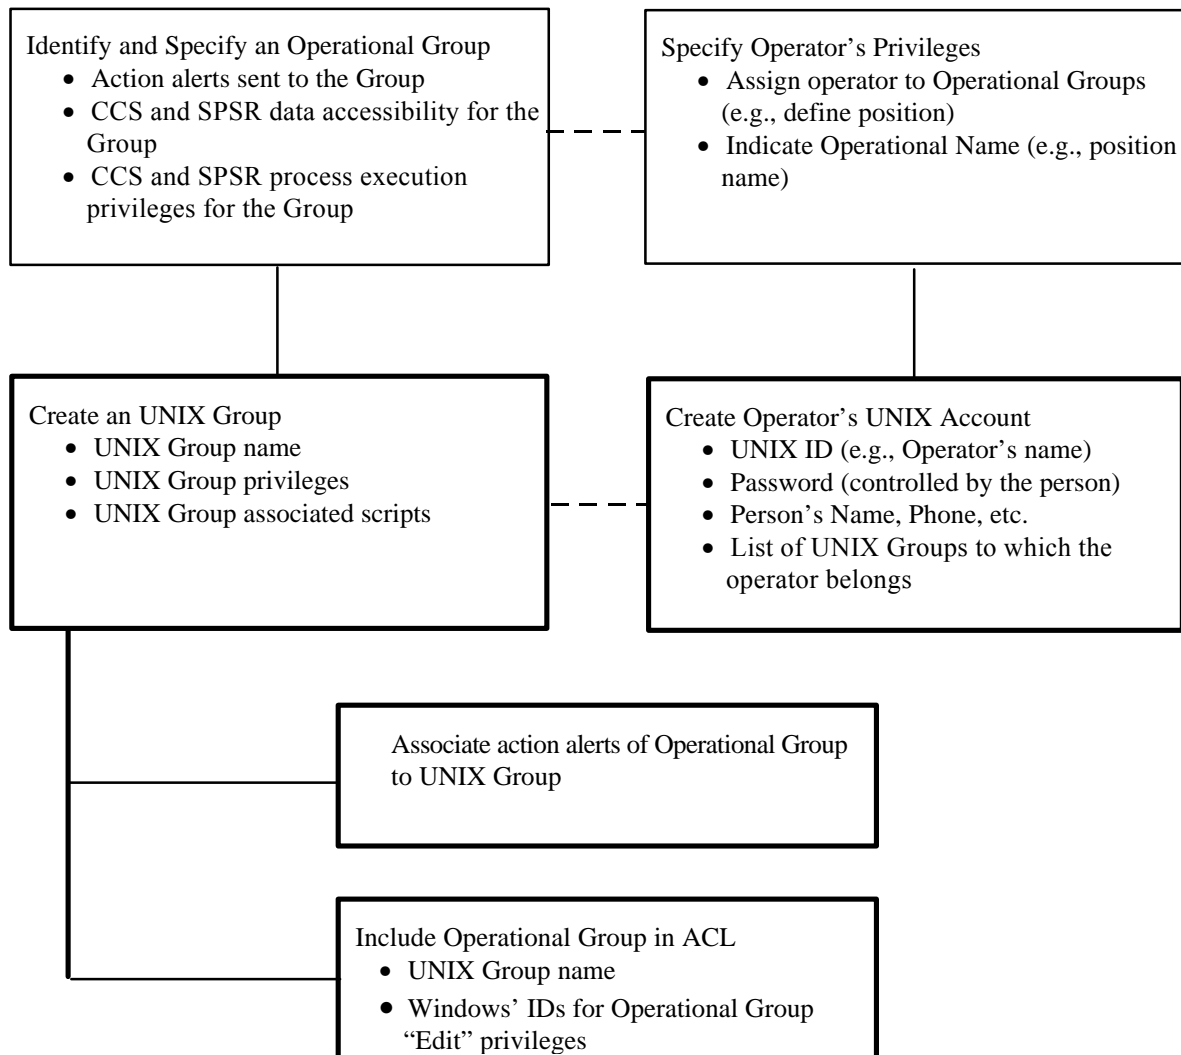 Identify and Specify an Operational Group
• Action alerts sent to the Group
• CCS and SPSR data accessibility for the
Group
• CCS and SPSR process execution
privileges for the Group
Specify Operator’s Privileges
• Assign operator to Operational Groups
(e.g., define position)
• Indicate Operational Name (e.g., position
name)
Create an UNIX Group
• UNIX Group name
• UNIX Group privileges
• UNIX Group associated scripts
Create Operator’s UNIX Account
• UNIX ID (e.g., Operator’s name)
• Password (controlled by the person)
• Person’s Name, Phone, etc.
• List of UNIX Groups to which the
operator belongs
Associate action alerts of Operational Group
to UNIX Group
Include Operational Group in ACL
• UNIX Group name
• Windows’ IDs for Operational Group
“Edit” privileges